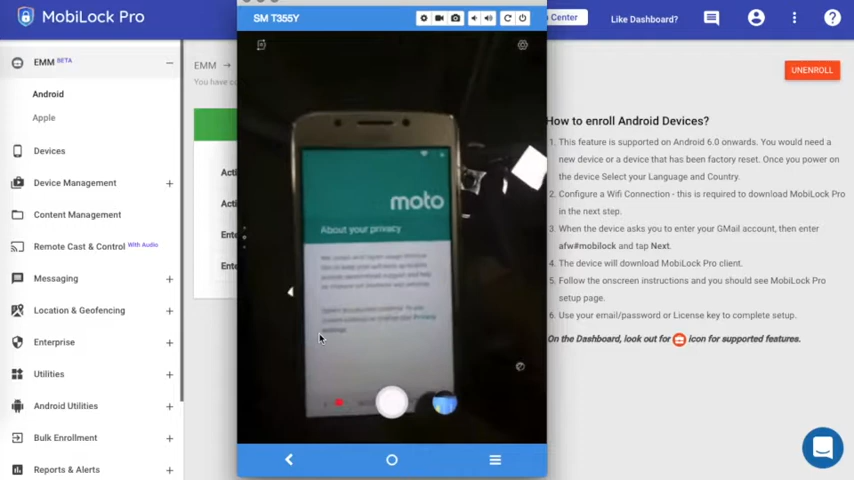 MobiLock Pro
SM T355Y
Center
Like Dashboard?
EMM BETA
Android
Apple
Devices
Device Management
Content Management
Remote Cast & Control With Audio
Messaging
Location & Geofencing
Enterprise
Utilities
Android Utilities
Bulk Enrollment
Reports & Alerts
EMM →
You have co
Acti
Acti
Ente
Ente
moto
About your privacy
UNENROLL
How to enroll Android Devices?
1. This feature is supported on Android 6.0 onwards. You would need a
new device or a device that has been factory reset. Once you power on
the device Select your Language and Country.
2. Configure a Wifi Connection - this is required to download MobiLock Pro
in the next step.
3. When the device asks you to enter your GMail account, then enter
afw#mobilock and tap Next.
4. The device will download MobiLock Pro client.
5. Follow the onscreen instructions and you should see MobiLock Pro
setup page.
6. Use your email/password or License key to complete setup.
On the Dashboard, look out for icon for supported features.